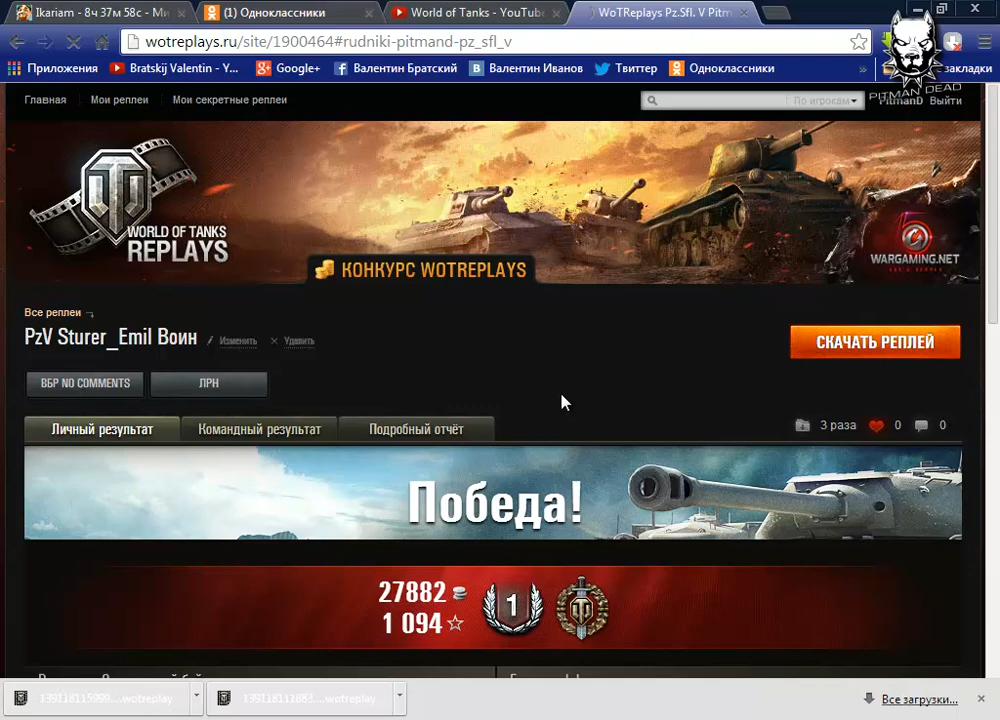 Ikariam - 8ч 37м 58с - Ми
(1) Одноклассники
World of Tanks - YouTube
WoTReplays Pz.Sfl. V Pitm
wotreplays.ru/site/1900464#rudniki-pitmand-pz_sfl_v
Приложения
Bratskij Valentin - Y...
Google+
Валентин Братский
Валентин Иванов
Твиттер
Одноклассники
»
закладки
PITMAN DEAD
Главная
Мои реплеи
Мои секретные реплеи
По игрокам
PitmanD
Выйти
WORLD OF TANKS
REPLAYS
КОНКУРС WOTREPLAYS
WARGAMING.NET
Все реплеи
PzV Sturer_Emil Воин
Изменить
Удалить
СКАЧАТЬ РЕПЛЕЙ
ВБР NO COMMENTS
ЛРН
Личный результат
Командный результат
Подробный отчёт
3 раза
0
0
Победа!
27882
1 094
1
139118115999....wotreplay
Все загрузки...